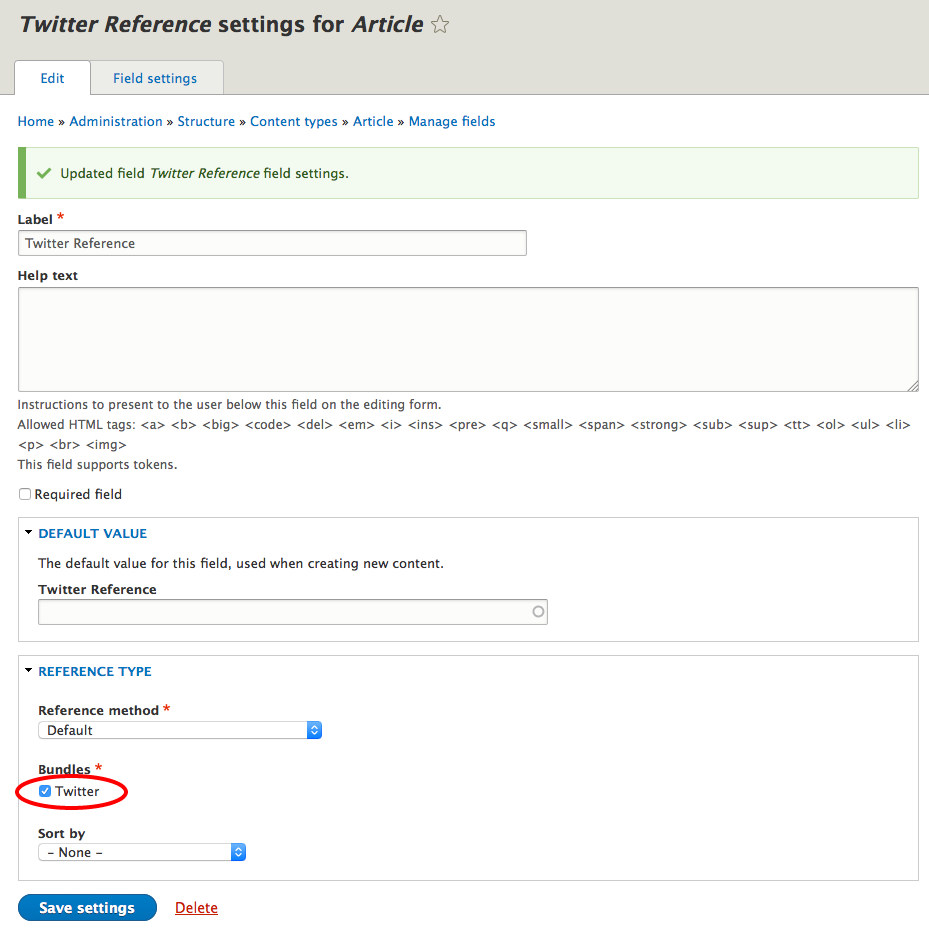 Twitter Reference settings for Article
Edit
Field settings
Home » Administration » Structure » Content types » Article » Manage fields
Updated field Twitter Reference field settings.
Label *
Twitter Reference
Help text
Instructions to present to the user below this field on the editing form.
Allowed HTML tags: <a> <b> <big> <code> <del> <em> <i> <ins> <pre> <q> <small> <span> <strong> <sub> <sup> <tt> <ol> <ul> <li>
<p> <br> <img>
This field supports tokens.
Required field
DEFAULT VALUE
The default value for this field, used when creating new content.
Twitter Reference
REFERENCE TYPE
Reference method *
Default
Bundles *
Twitter
Sort by
- None -
Save settings
Delete